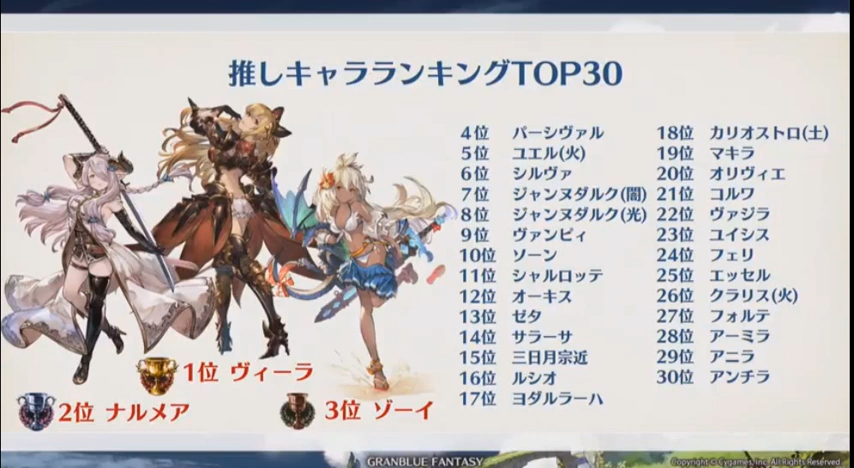 推しキャラランキングTOP30
1位 ヴィーラ
2位 ナルメア
3位 ゾーイ
4位 パーシヴァル
5位 ユエル(火)
6位 シルヴァ
7位 ジャンヌダルク(闇)
8位 ジャンヌダルク(光)
9位 ヴァンピィ
10位 ソーン
11位 シャルロッテ
12位 オーキス
13位 ゼタ
14位 サラーサ
15位 三日月宗近
16位 ルシオ
17位 ヨダルラーハ
18位 カリオストロ(土)
19位 マキラ
20位 オリヴィエ
21位 コルワ
22位 ヴァジラ
23位 ユイシス
24位 フェリ
25位 エッセル
26位 クラリス(火)
27位 フォルテ
28位 アーミラ
29位 アニラ
30位 アンチラ
GRANBLUE FANTASY
Copyright © Cygames, Inc. All Rights Reserved.